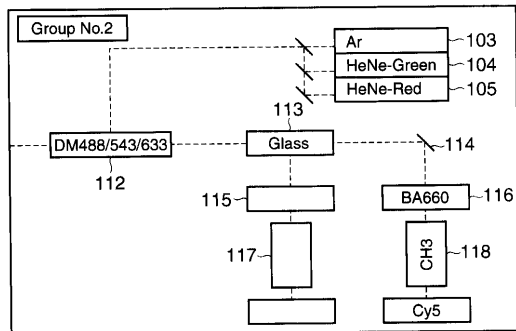 Group No.2
Ar
103
HeNe-Green
104
HeNe-Red
105
113
DM488/543/633
Glass
114
112
115
BA660
116
117
CH3
118
Cy5